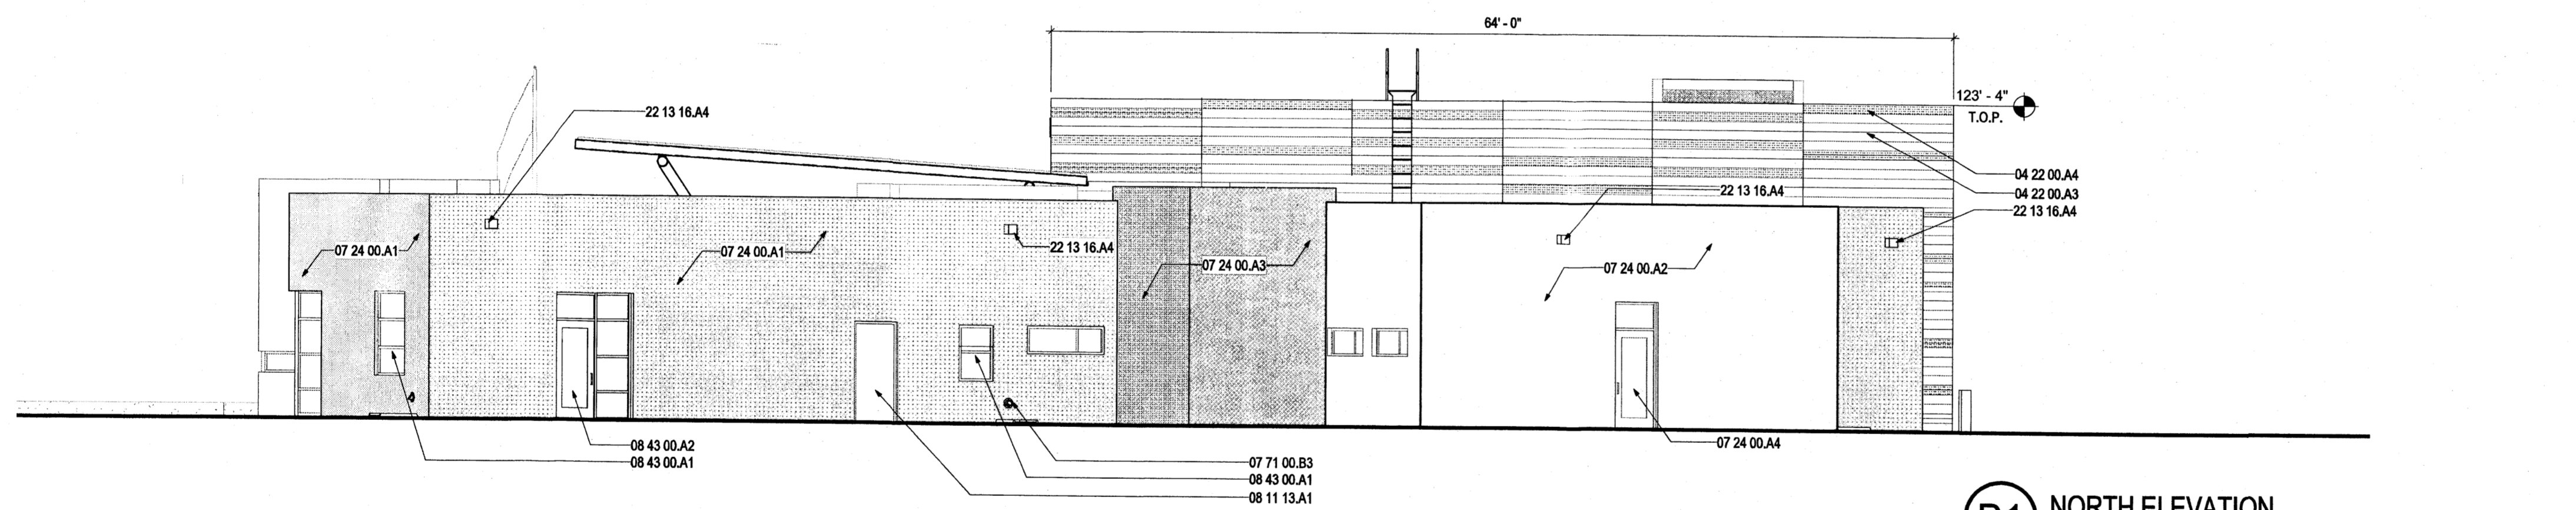 64' - 0"
22 13 16.A4
123' - 4"
T.O.P.
04 22 00.A4
22 13 16.A4
04 22 00.A3
22 13 16.A4
07 24 00.A1
07 24 00.A1
22 13 16.A4
07 24 00.A3
07 24 00.A2
08 43 00.A2
07 24 00.A4
08 43 00.A1
07 71 00.B3
08 43 00.A1
08 11 13.A1
NORTH ELEVATION